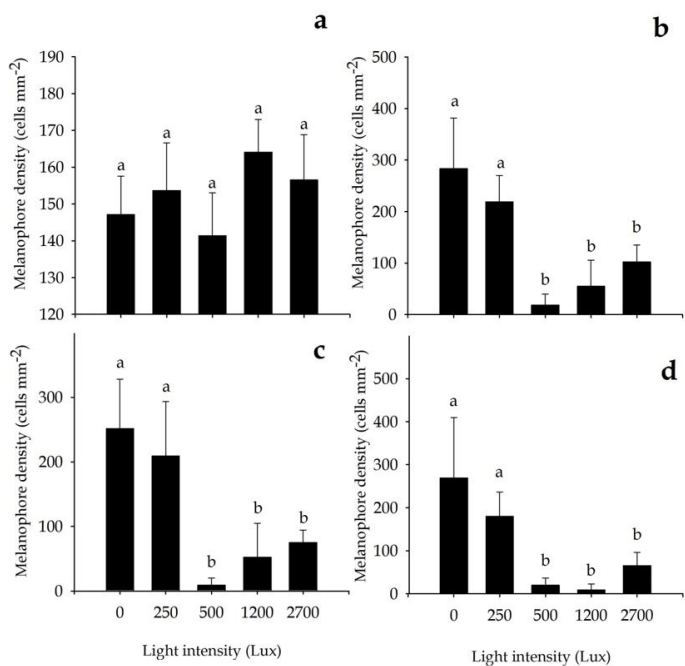 a
Melanophore density (cells mm-2)
190
180
170
160
150
140
130
120
a
a
a
a
a
b
Melanophore density (cells mm-2)
500
400
300
200
100
0
a
a
b
b
b
c
Melanophore density (cells mm-2)
300
200
100
0
a
a
b
b
b
0 250 500 1200 2700
Light intensity (Lux)
d
Melanophore density (cells mm-2)
500
400
300
200
100
0
a
a
b
b
b
0 250 500 1200 2700
Light intensity (Lux)